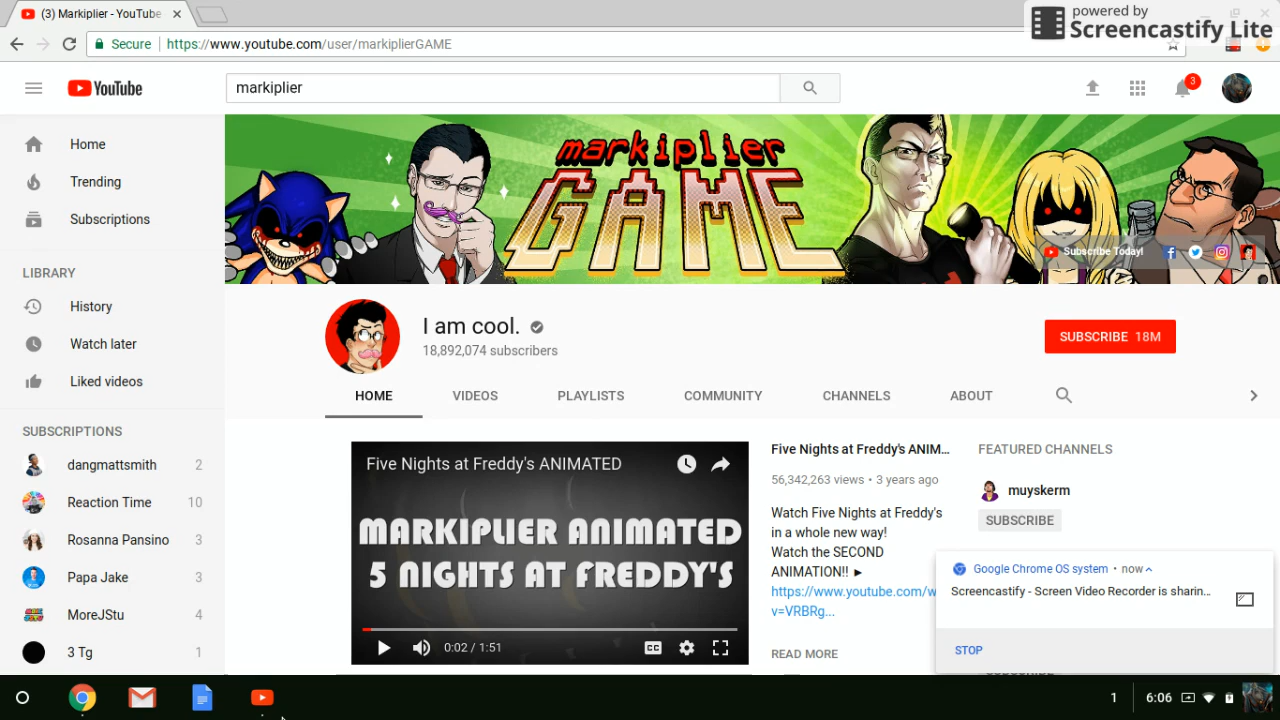 (3) Markiplier - YouTube
powered by
Screencastify Lite
Secure
https://www.youtube.com/user/markiplierGAME
YouTube
markiplier
3
Home
Trending
Subscriptions
LIBRARY
History
Watch later
Liked videos
SUBSCRIPTIONS
dangmattsmith 2
Reaction Time 10
Rosanna Pansino 3
Papa Jake 3
MoreJStu 4
3 Tg 1
markiplier
GAME
Subscribe Today!
I am cool.
18,892,074 subscribers
SUBSCRIBE 18M
HOME VIDEOS PLAYLISTS COMMUNITY CHANNELS ABOUT
Five Nights at Freddy's ANIMATED
MARKIPLIER ANIMATED
5 NIGHTS AT FREDDY'S
0:02 / 1:51
CC
Five Nights at Freddy's ANIM...
56,342,263 views • 3 years ago
Watch Five Nights at Freddy's
in a whole new way!
Watch the SECOND
ANIMATION!! ►
https://www.youtube.com/w
v=VRBRg...
READ MORE
FEATURED CHANNELS
muyskerm
SUBSCRIBE
Google Chrome OS system • now
Screencastify - Screen Video Recorder is sharin...
STOP
1
6:06